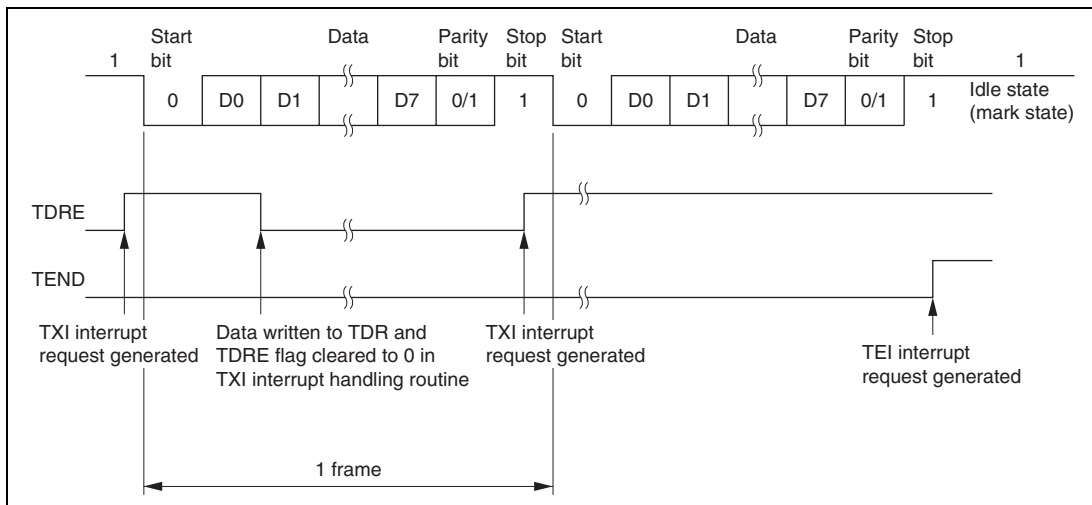 1
Start
bit
Data
Parity
bit
Stop
bit
Start
bit
Data
Parity
bit
Stop
bit
1
0
D0
D1
D7
0/1
1
0
D0
D1
D7
0/1
1
Idle state
(mark state)
TDRE
TEND
TXI interrupt
request generated
Data written to TDR and
TDRE flag cleared to 0 in
TXI interrupt handling routine
TXI interrupt
request generated
TEI interrupt
request generated
1 frame